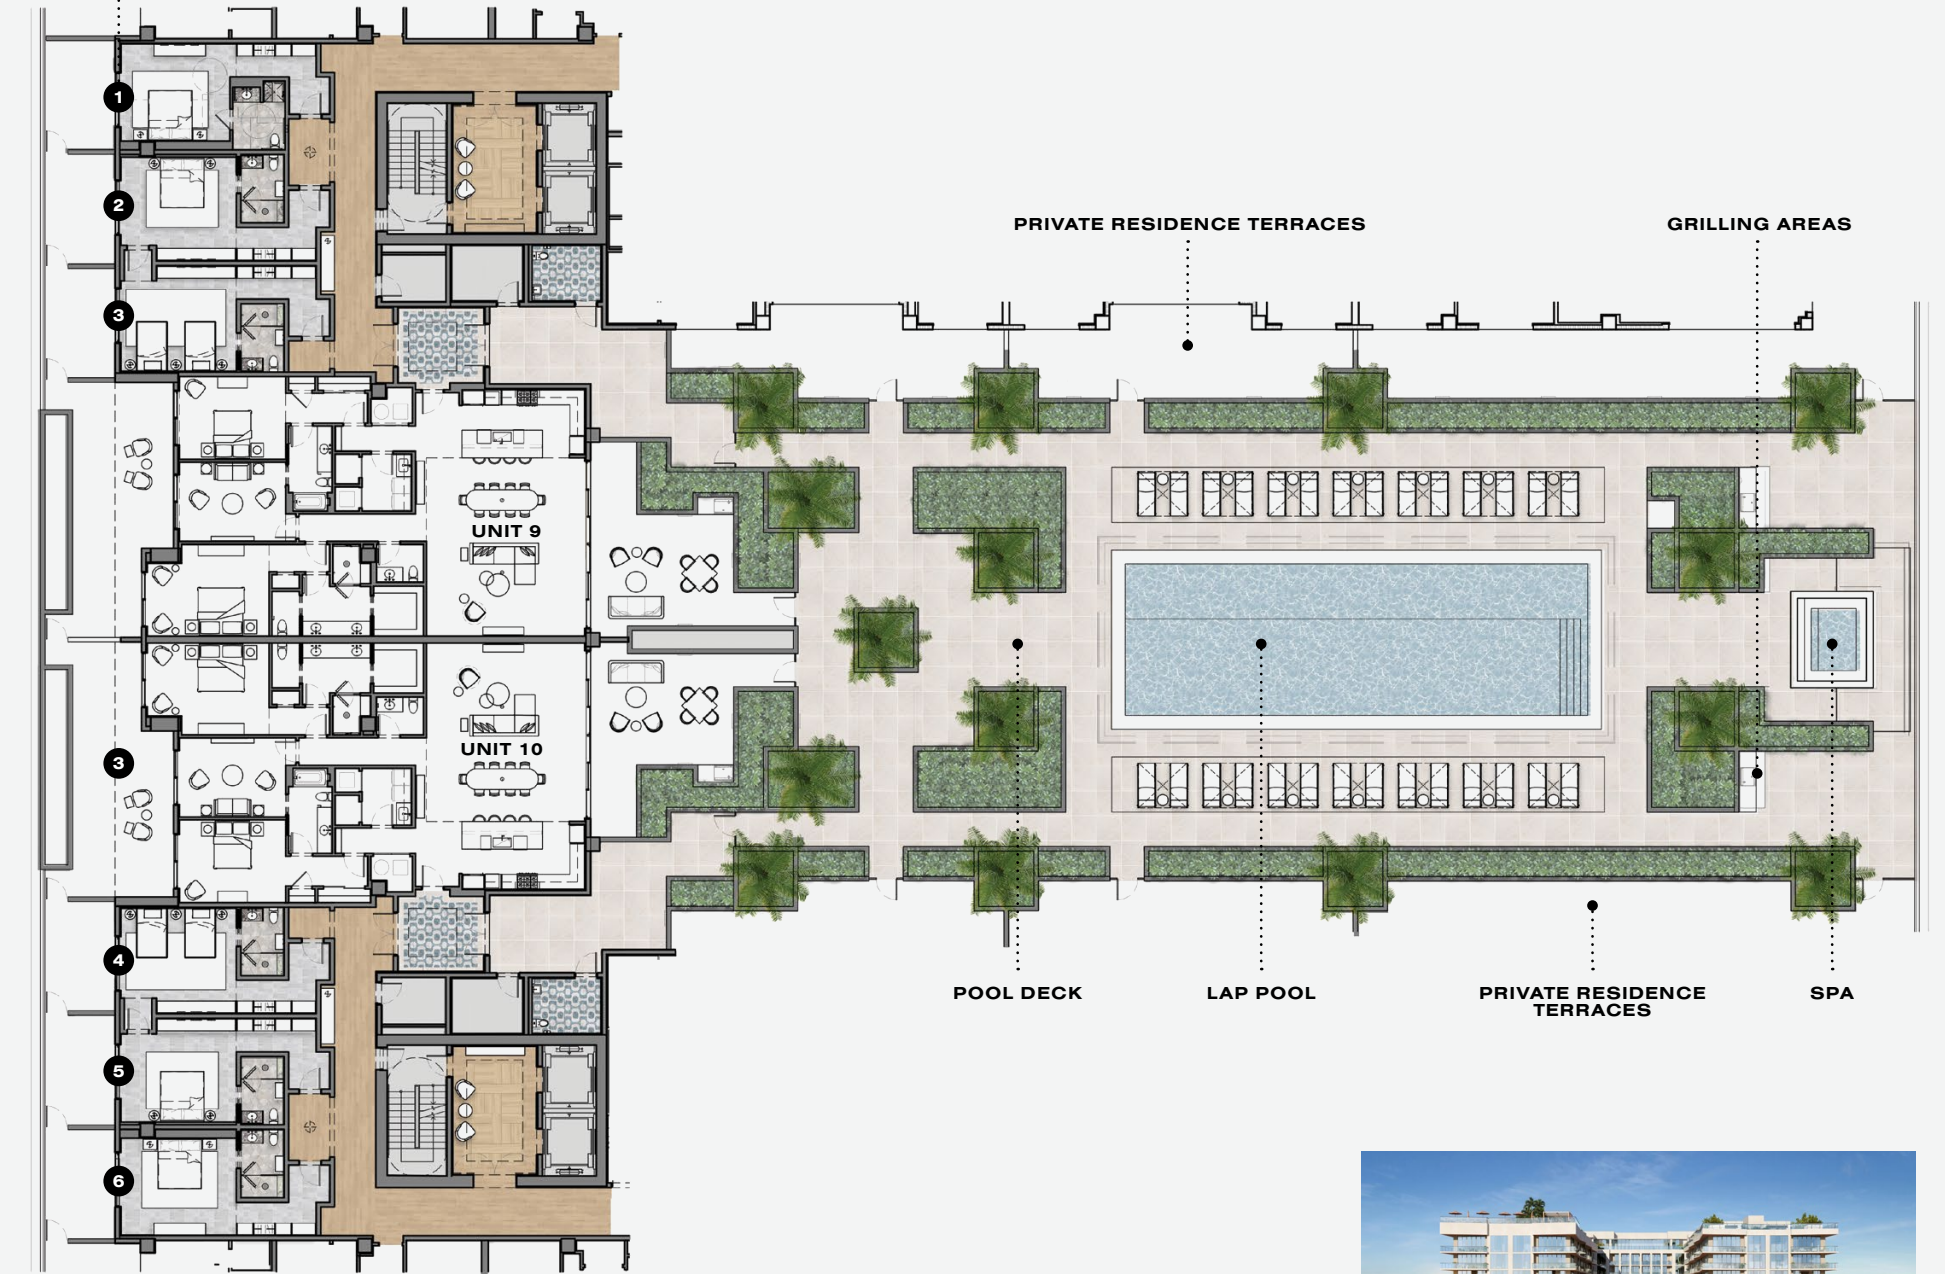 1
2
PRIVATE RESIDENCE TERRACES
GRILLING AREAS
3
UNIT 9
UNIT 10
3
4
POOL DECK
LAP POOL
PRIVATE RESIDENCE
TERRACES
SPA
5
6